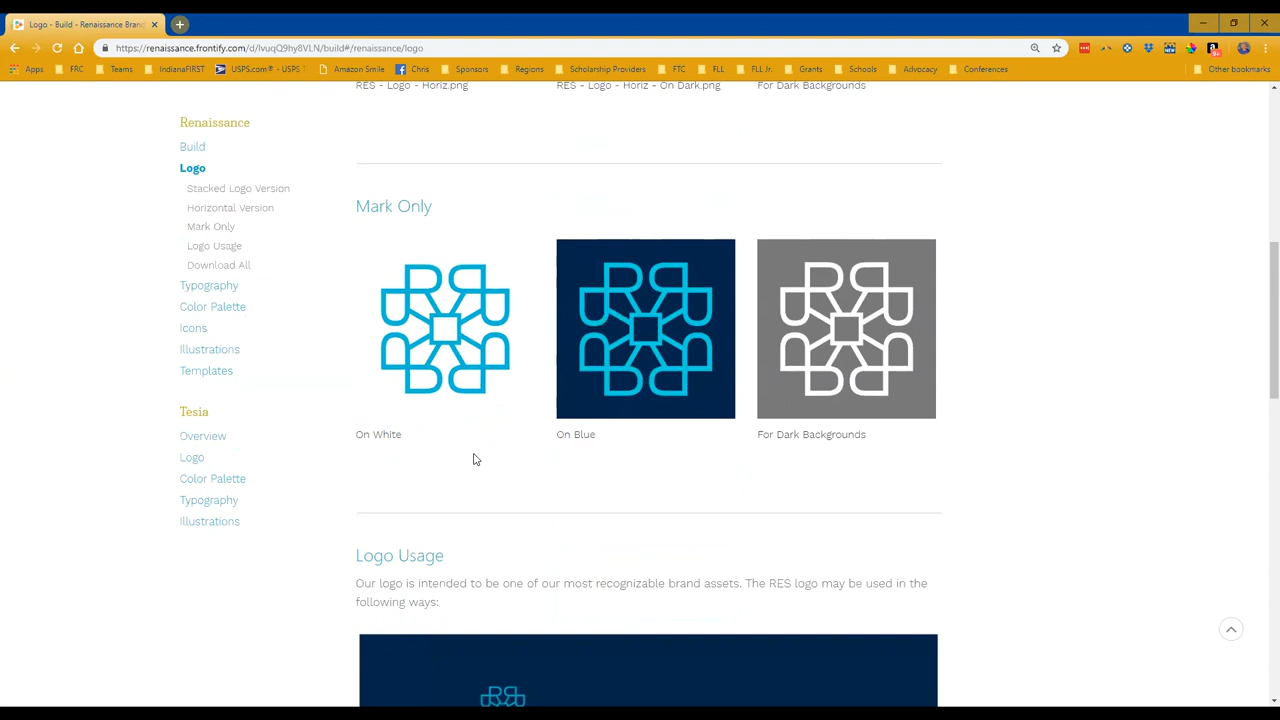 Logo - Build - Renaissance Bran
https://renaissance.frontify.com/d/lvuqQ9hy8VLN/build#/renaissance/logo
Apps FRC Teams IndianaFIRST USPS.com® - USPS T Amazon Smile Chris Sponsors Regions Scholarship Providers FTC FLL FLL Jr. Grants Schools Advocacy Conferences Other bookmarks
RES - Logo - Horiz.png RES - Logo - Horiz - On Dark.png For Dark Backgrounds
Renaissance
Build
Logo
Stacked Logo Version
Horizontal Version
Mark Only
Logo Usage
Download All
Typography
Color Palette
Icons
Illustrations
Templates
Tesia
Overview
Logo
Color Palette
Typography
Illustrations
Mark Only
On White On Blue For Dark Backgrounds
Logo Usage
Our logo is intended to be one of our most recognizable brand assets. The RES logo may be used in the
following ways: